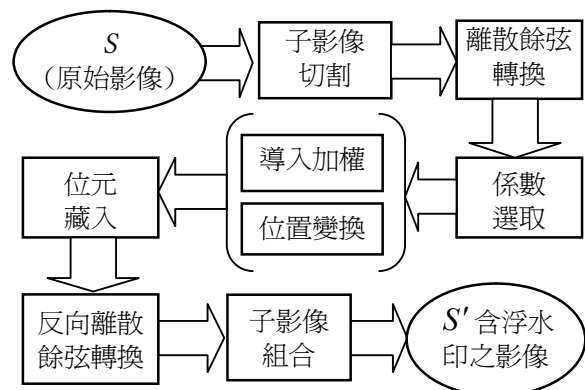 S
（原始影像）
子影像
切割
離散餘弦
轉換
係數
選取
導入加權
位置變換
位元
藏入
反向離散
餘弦轉換
子影像
組合
S' 含浮水
印之影像